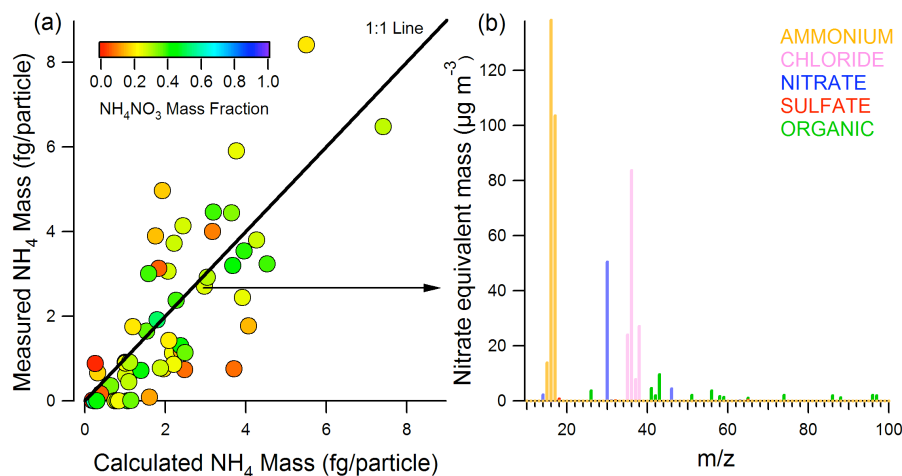 (a)
1:1 Line
0.0 0.2 0.4 0.6 0.8 1.0
NH₄NO₃ Mass Fraction
Measured NH₄ Mass (fg/particle)
8
6
4
2
0
0 2 4 6 8
Calculated NH₄ Mass (fg/particle)
(b)
AMMONIUM
CHLORIDE
NITRATE
SULFATE
ORGANIC
Nitrate equivalent mass (µg m⁻³)
120
100
80
60
40
20
0
20 40 60 80 100
m/z